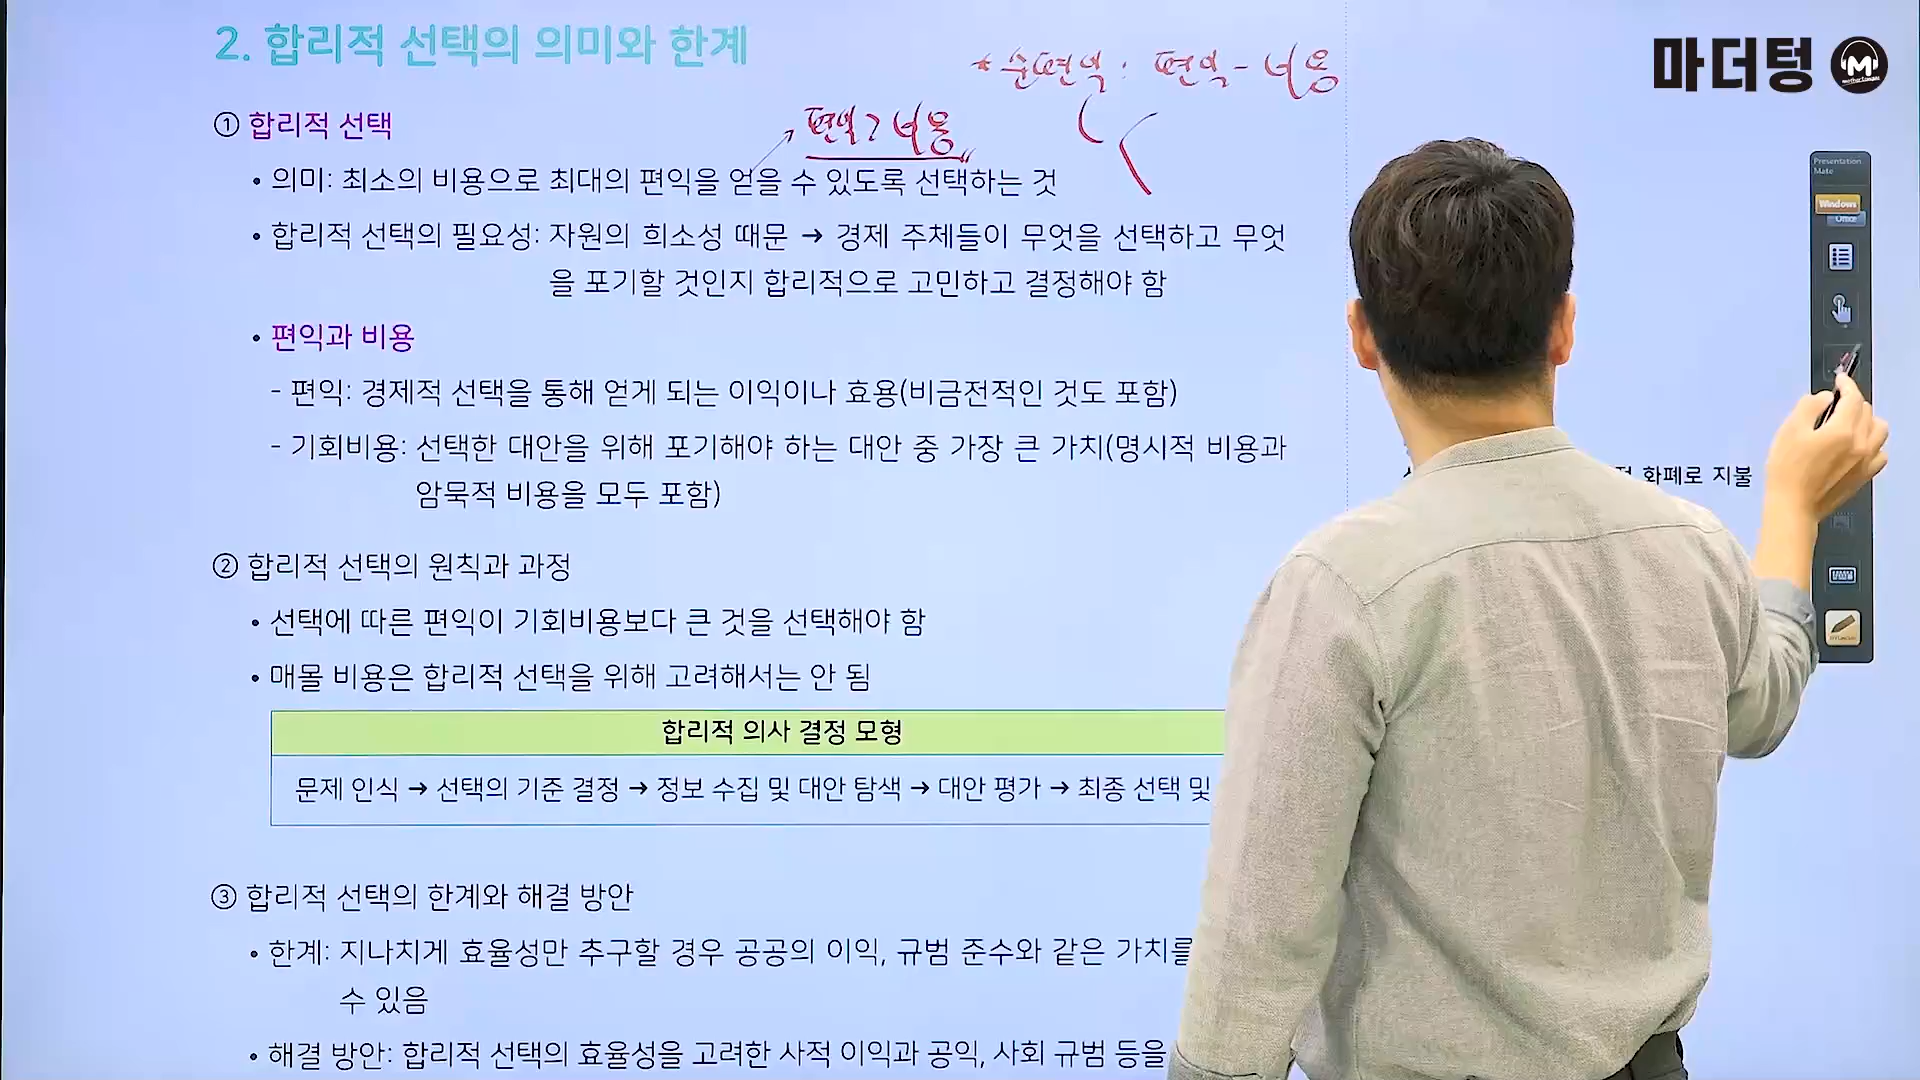 2. 합리적 선택의 의미와 한계
* 순편익 : 편익 - 비용
마더텅
① 합리적 선택
편익 > 비용
• 의미: 최소의 비용으로 최대의 편익을 얻을 수 있도록 선택하는 것
• 합리적 선택의 필요성: 자원의 희소성 때문 → 경제 주체들이 무엇을 선택하고 무엇
을 포기할 것인지 합리적으로 고민하고 결정해야 함
• 편익과 비용
- 편익: 경제적 선택을 통해 얻게 되는 이익이나 효용(비금전적인 것도 포함)
- 기회비용: 선택한 대안을 위해 포기해야 하는 대안 중 가장 큰 가치(명시적 비용과
암묵적 비용을 모두 포함)
화폐로 지불
② 합리적 선택의 원칙과 과정
• 선택에 따른 편익이 기회비용보다 큰 것을 선택해야 함
• 매몰 비용은 합리적 선택을 위해 고려해서는 안 됨
합리적 의사 결정 모형
문제 인식 → 선택의 기준 결정 → 정보 수집 및 대안 탐색 → 대안 평가 → 최종 선택 및
③ 합리적 선택의 한계와 해결 방안
• 한계: 지나치게 효율성만 추구할 경우 공공의 이익, 규범 준수와 같은 가치를
수 있음
• 해결 방안: 합리적 선택의 효율성을 고려한 사적 이익과 공익, 사회 규범 등을
Presentation
Mate
Windows
Office